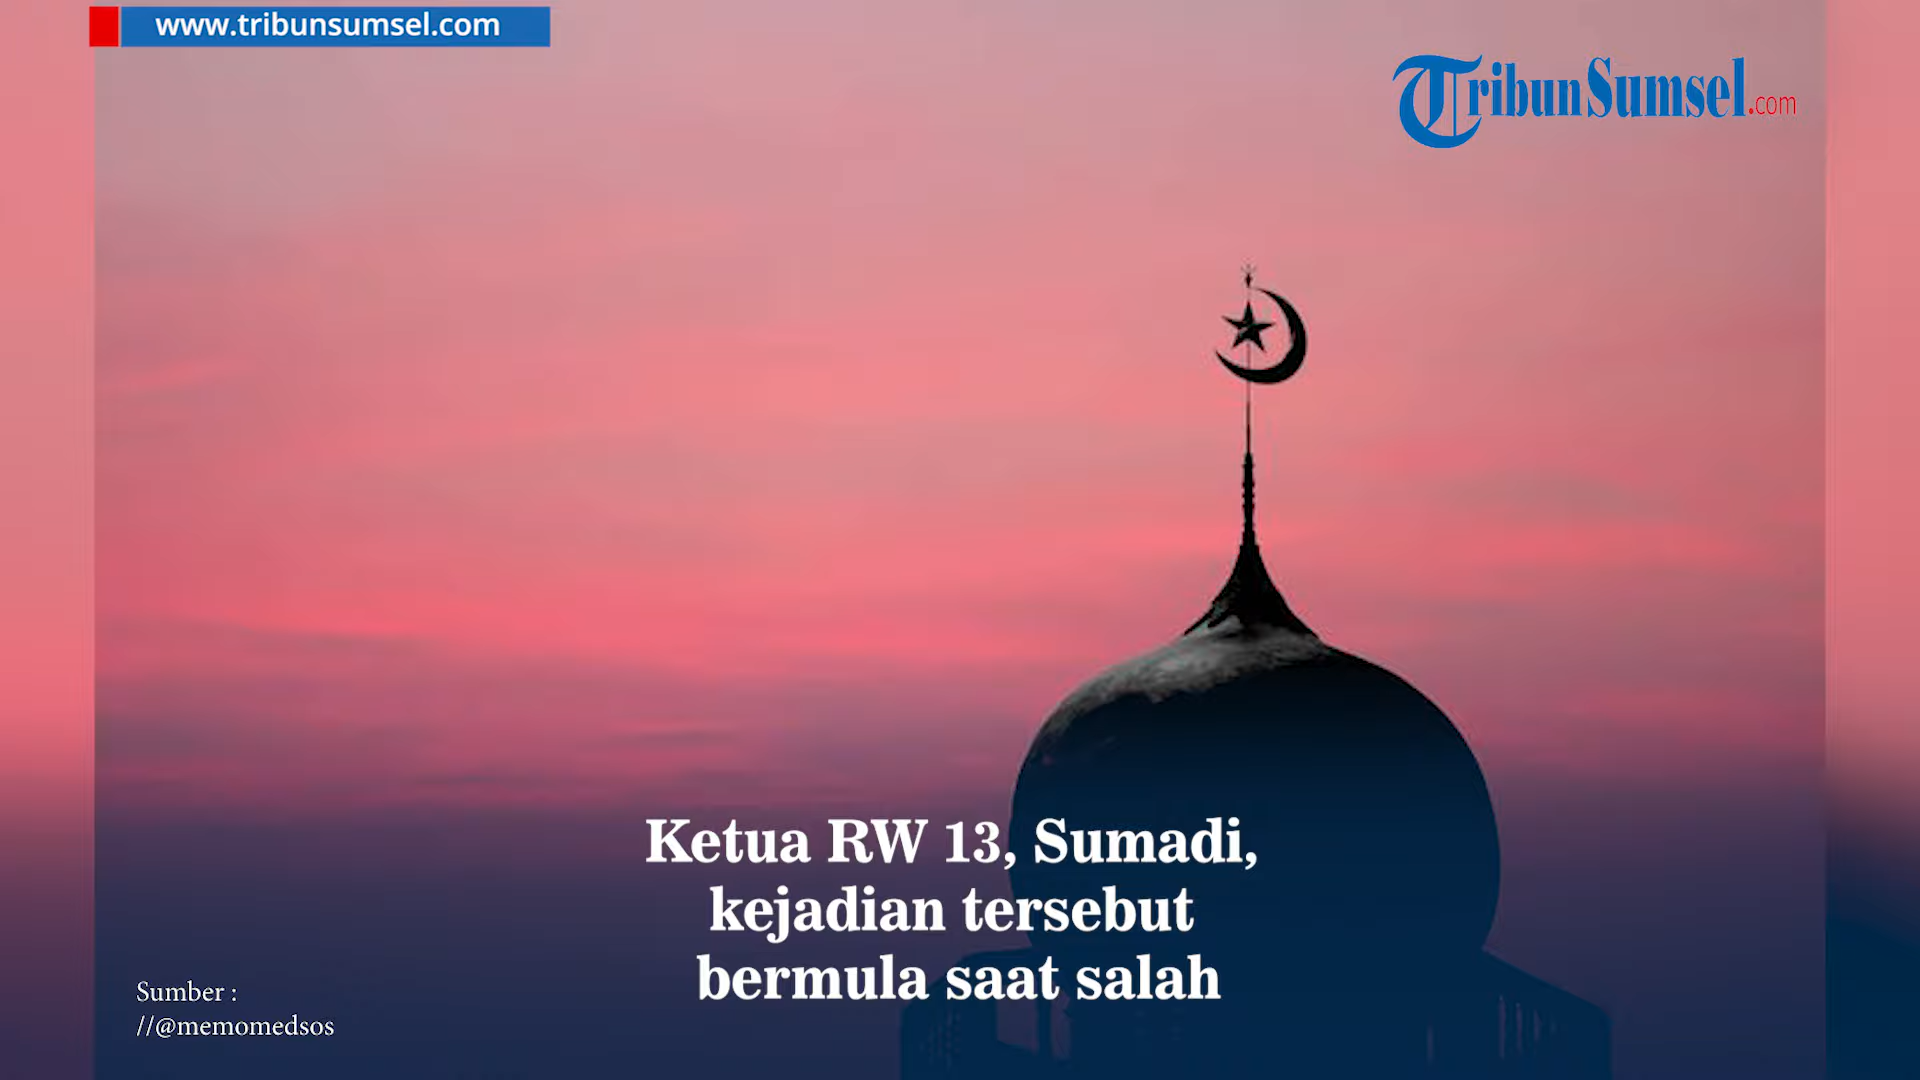 www.tribunsumsel.com
TribunSumsel.com
Ketua RW 13, Sumadi,
kejadian tersebut
bermula saat salah
Sumber :
//@memomedsos